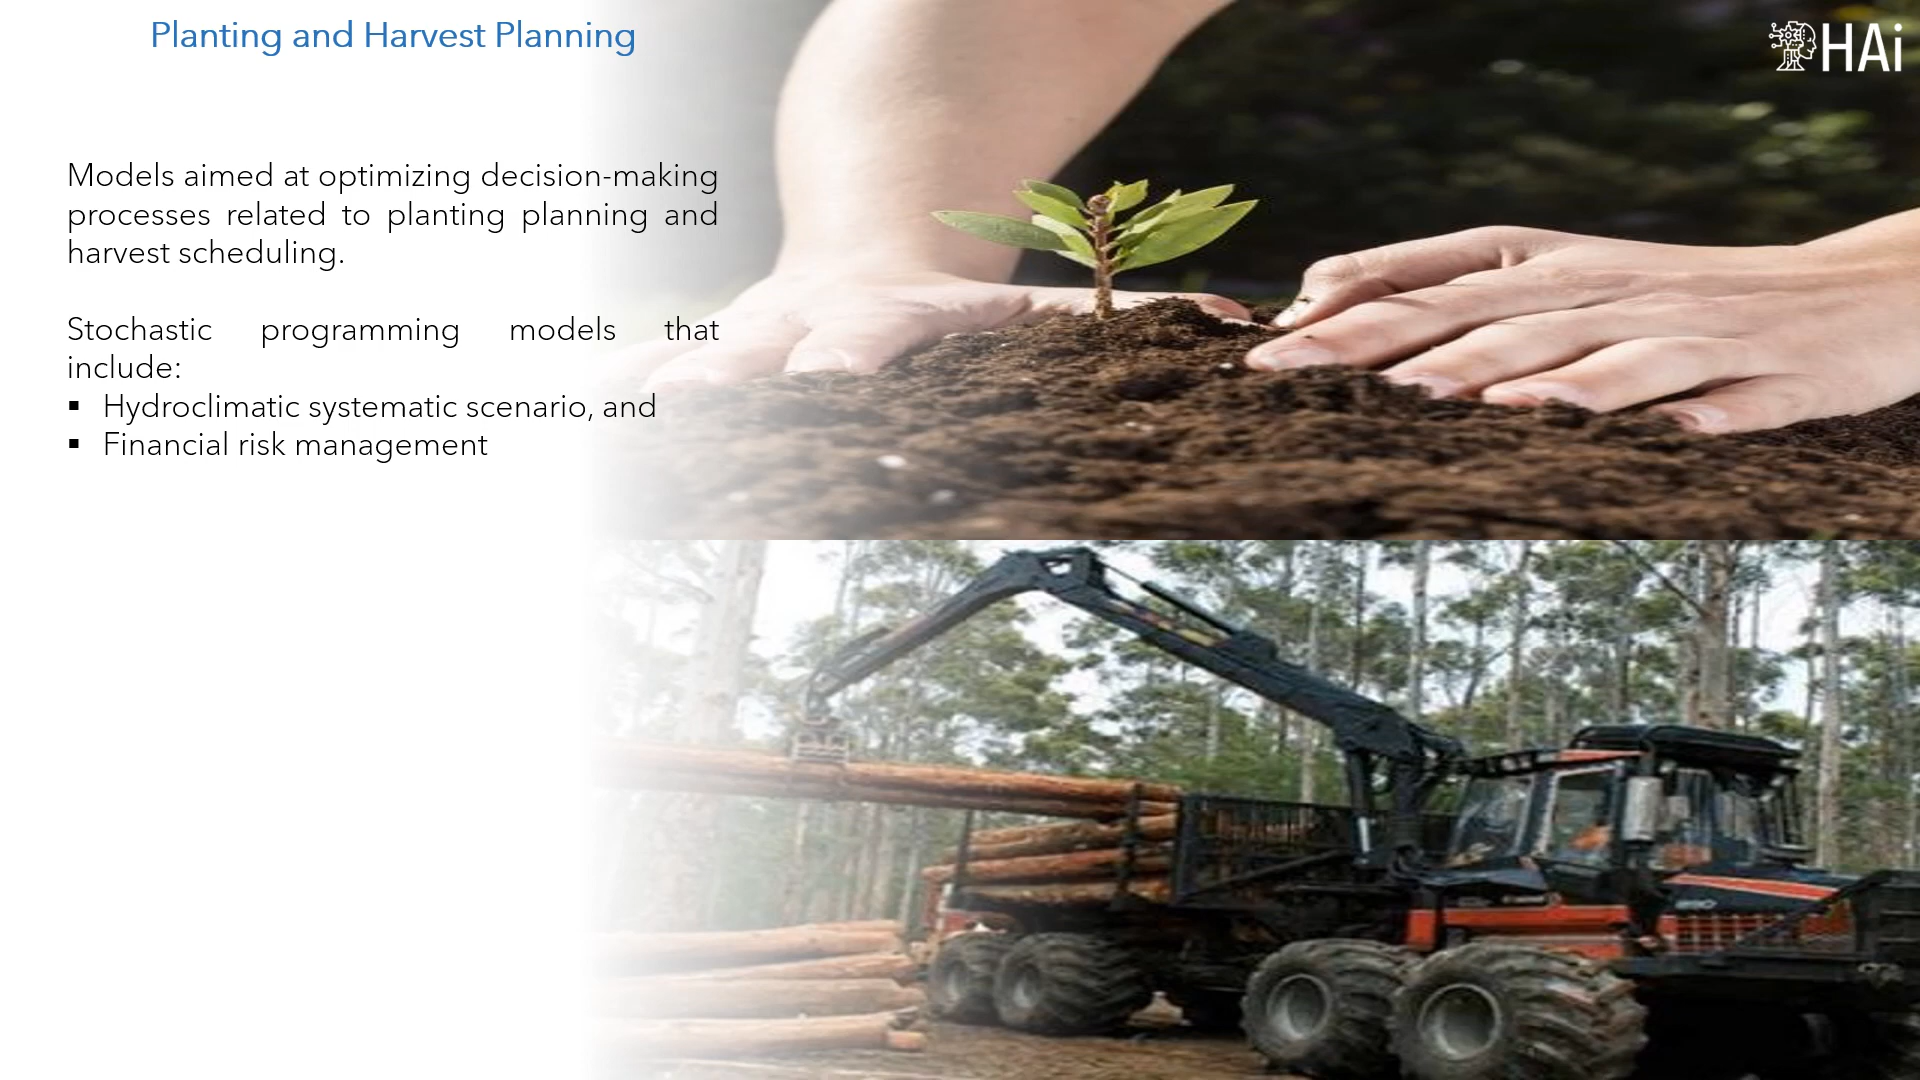 Planting and Harvest Planning
HAi
Models aimed at optimizing decision-making
processes related to planting planning and
harvest scheduling.
Stochastic programming models that
include:
▪ Hydroclimatic systematic scenario, and
▪ Financial risk management